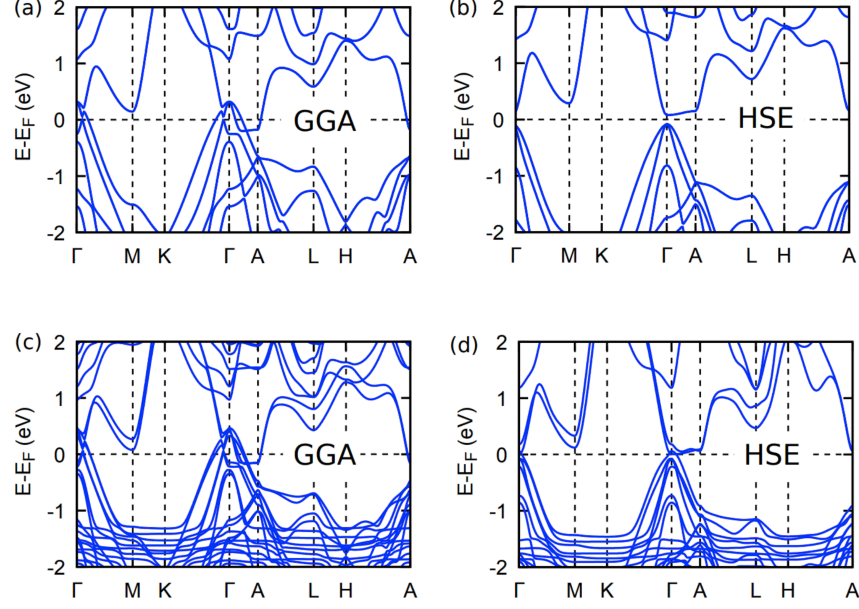 (a)
E-E_F (eV)
2
1
0
-1
-2
GGA
Γ M K Γ A L H A
(b)
E-E_F (eV)
2
1
0
-1
-2
HSE
Γ M K Γ A L H A
(c)
E-E_F (eV)
2
1
0
-1
-2
GGA
Γ M K Γ A L H A
(d)
E-E_F (eV)
2
1
0
-1
-2
HSE
Γ M K Γ A L H A